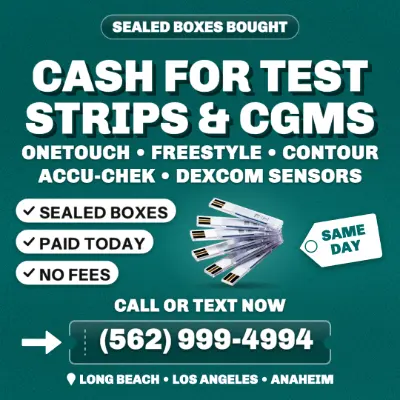 SEALED BOXES BOUGHT
CASH FOR TEST
STRIPS & CGMS
ONETOUCH • FREESTYLE • CONTOUR
ACCU-CHEK • DEXCOM SENSORS
✓ SEALED BOXES
✓ PAID TODAY
✓ NO FEES
SAME
DAY
CALL OR TEXT NOW
(562) 999-4994
LONG BEACH • LOS ANGELES • ANAHEIM